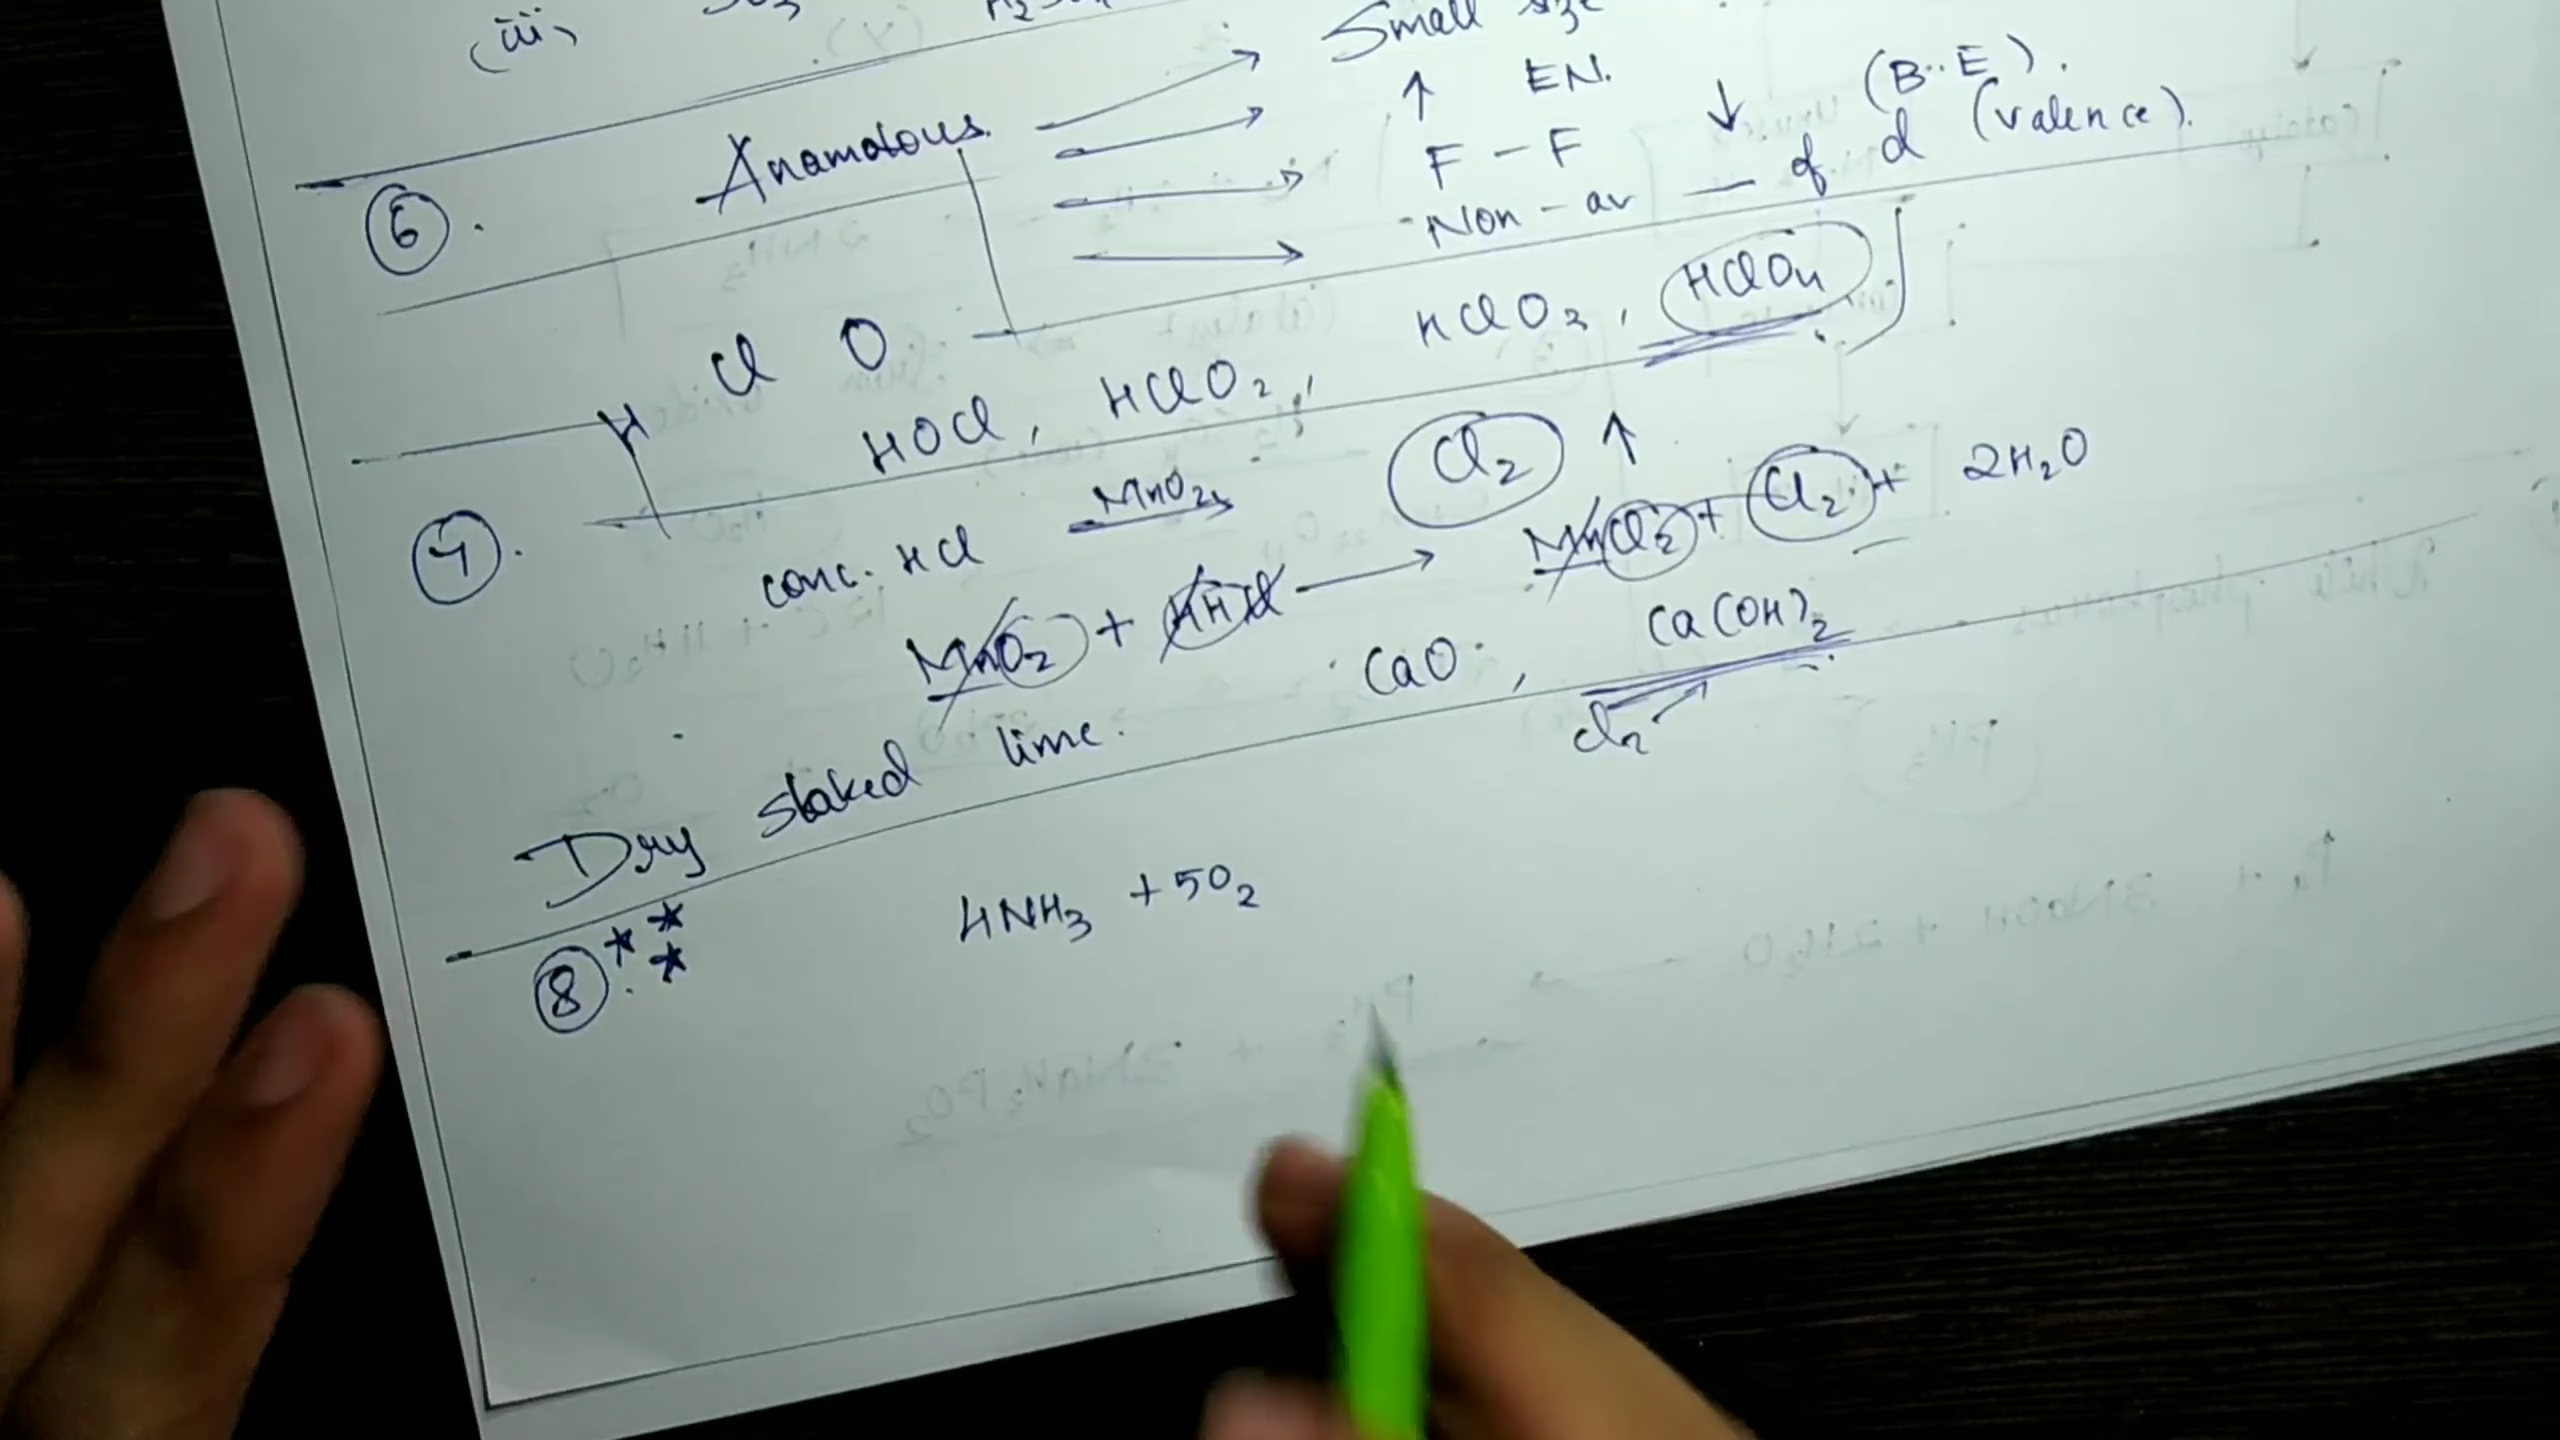 (iii)
Small size
↑ EN.
⑥. Anamolous. F - F ↓ (B.E).
Non - av — of d (valence).
H Cl O
HOCl, HClO2, HClO3, HClO4
⑦. conc. HCl MnO2→ Cl2 ↑
MnO2 + 4HCl → MnCl2 + Cl2 + 2H2O
Dry slaked lime. CaO, Ca(OH)2
Cl2
⑧. *** 4NH3 + 5O2